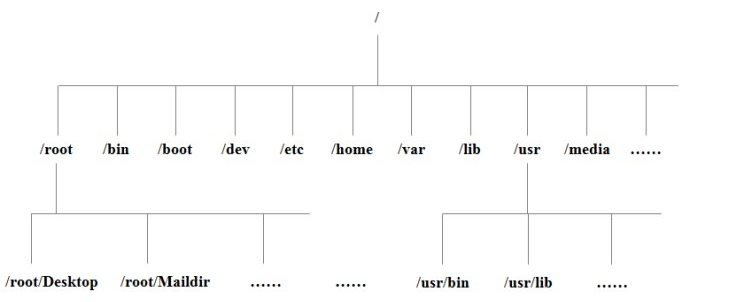 /
/root /bin /boot /dev /etc /home /var /lib /usr /media ……
/root/Desktop /root/Maildir …… …… /usr/bin /usr/lib ……